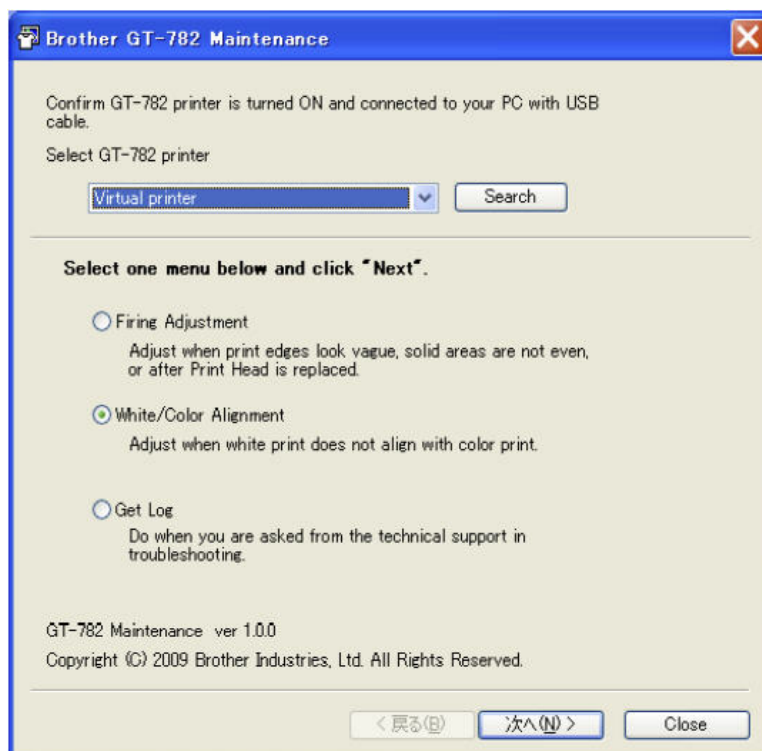 Brother GT-782 Maintenance
Confirm GT-782 printer is turned ON and connected to your PC with USB
cable.
Select GT-782 printer
Virtual printer
Search
Select one menu below and click "Next".
Firing Adjustment
Adjust when print edges look vague, solid areas are not even,
or after Print Head is replaced.
White/Color Alignment
Adjust when white print does not align with color print.
Get Log
Do when you are asked from the technical support in
troubleshooting.
GT-782 Maintenance ver 1.0.0
Copyright (C) 2009 Brother Industries, Ltd. All Rights Reserved.
< 戻る(B) 次へ(N) > Close